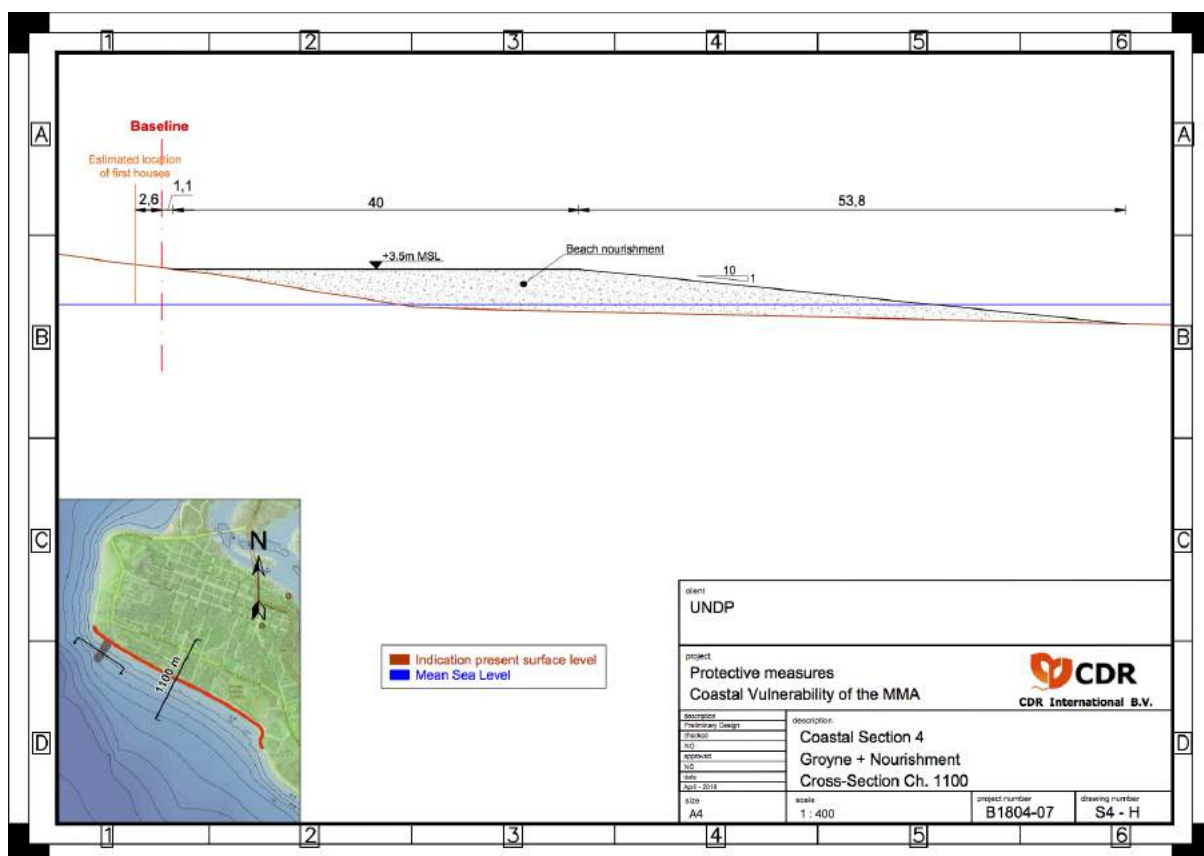 1
2
3
4
5
6
A
A
Baseline
Estimated location
of first houses
2,6
1,1
40
53,8
+3.5m MSL
Beach nourishment
10
1
B
B
C
C
N
1100 m
Indication present surface level
Mean Sea Level
client
UNDP
project
Protective measures
Coastal Vulnerability of the MMA
CDR
CDR International B.V.
description
Preliminary Design
checked
NG
approved
NG
date
April - 2019
description
Coastal Section 4
Groyne + Nourishment
Cross-Section Ch. 1100
D
D
size
A4
scale
1 : 400
project number
B1804-07
drawing number
S4 - H
1
2
3
4
5
6